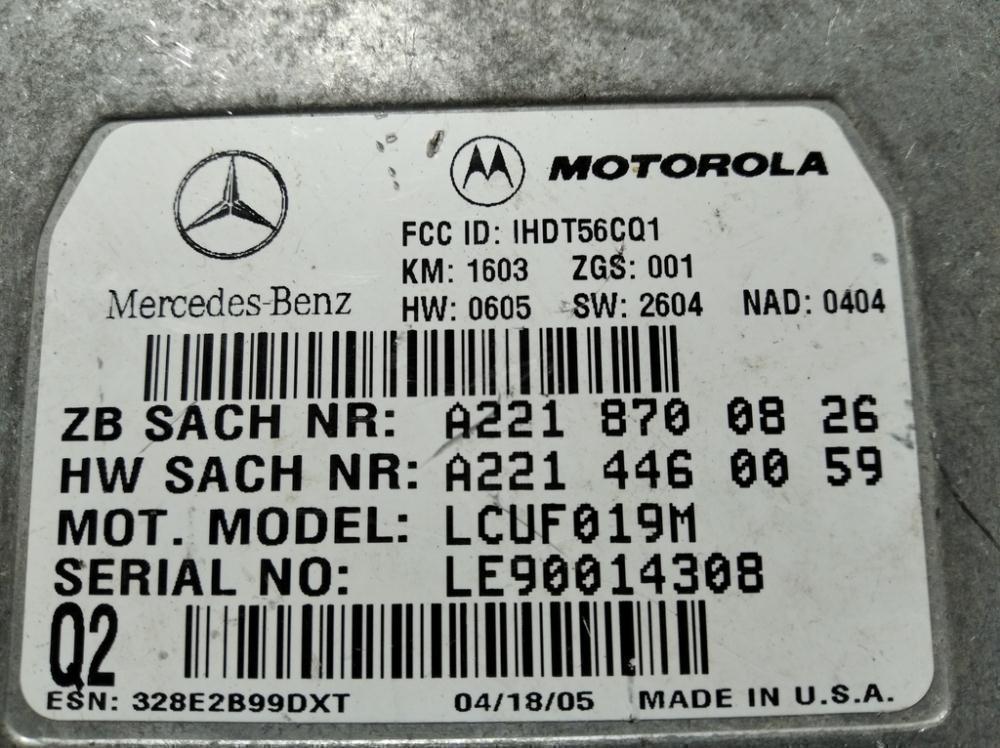 MOTOROLA
FCC ID: IHDT56CQ1
KM: 1603 ZGS: 001
Mercedes-Benz
HW: 0605 SW: 2604 NAD: 0404
ZB SACH NR: A221 870 08 26
HW SACH NR: A221 446 00 59
MOT. MODEL: LCUF019M
SERIAL NO: LE90014308
Q2
ESN: 328E2B99DXT 04/18/05 MADE IN U.S.A.